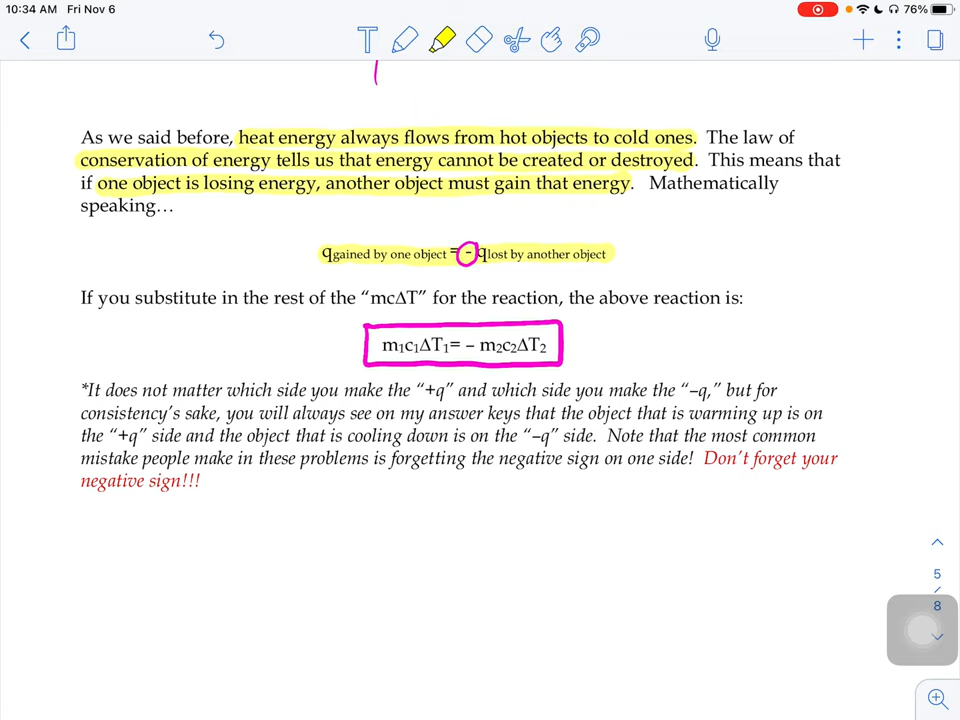 10:34 AM Fri Nov 6
76%
T
As we said before, heat energy always flows from hot objects to cold ones. The law of
conservation of energy tells us that energy cannot be created or destroyed. This means that
if one object is losing energy, another object must gain that energy. Mathematically
speaking…
qgained by one object = - qlost by another object
If you substitute in the rest of the “mcΔT” for the reaction, the above reaction is:
m1c1ΔT1= – m2c2ΔT2
*It does not matter which side you make the “+q” and which side you make the “–q,” but for
consistency’s sake, you will always see on my answer keys that the object that is warming up is on
the “+q” side and the object that is cooling down is on the “–q” side. Note that the most common
mistake people make in these problems is forgetting the negative sign on one side! Don’t forget your
negative sign!!!
5
/
8